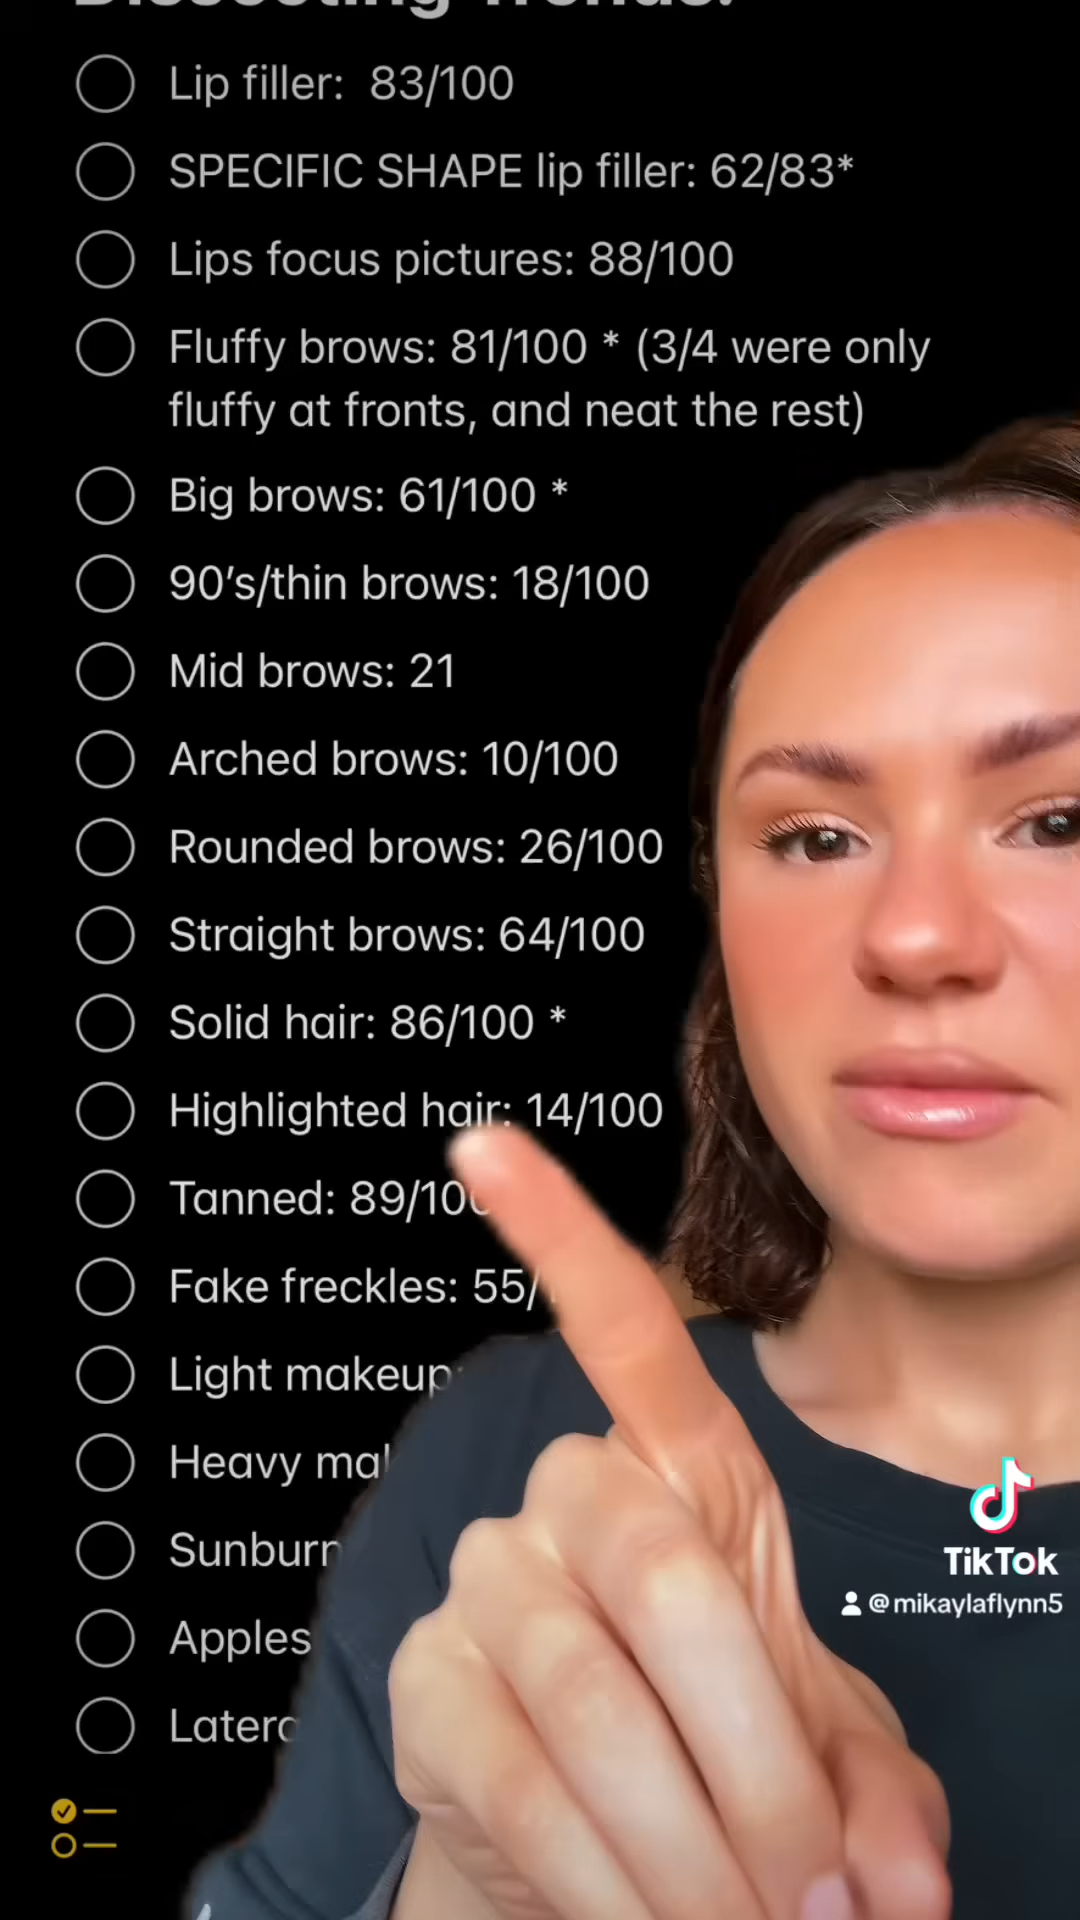 Dissecting Trends:
Lip filler: 83/100
SPECIFIC SHAPE lip filler: 62/83*
Lips focus pictures: 88/100
Fluffy brows: 81/100 * (3/4 were only
fluffy at fronts, and neat the rest)
Big brows: 61/100 *
90's/thin brows: 18/100
Mid brows: 21
Arched brows: 10/100
Rounded brows: 26/100
Straight brows: 64/100
Solid hair: 86/100 *
Highlighted hair: 14/100
Tanned: 89/100
Fake freckles: 55/
Light makeup:
Heavy
Sunburn
Apples
TikTok
@mikaylaflynn5